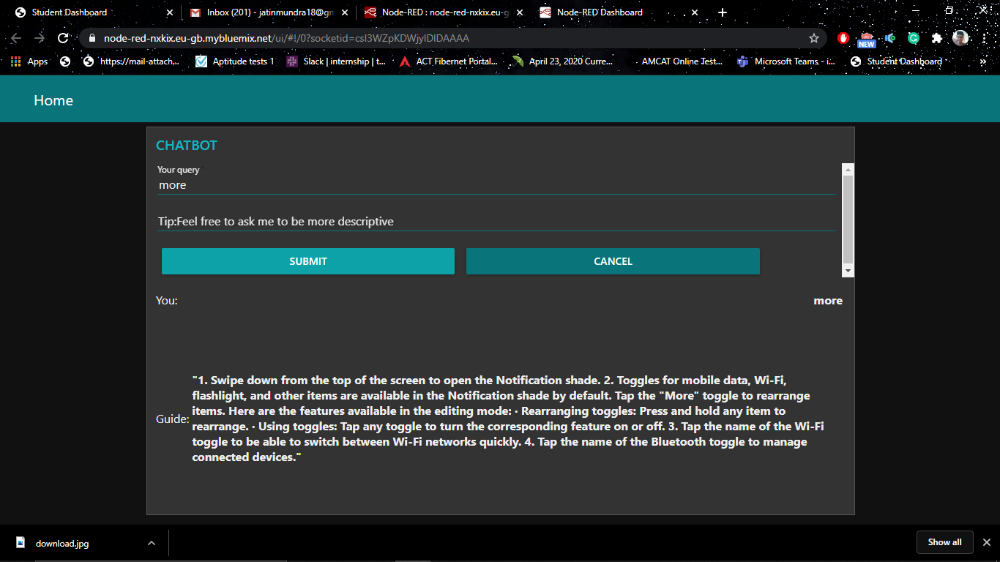 Student Dashboard
Inbox (201) - jatinmundra18@gm
Node-RED : node-red-nxkix.eu-g
Node-RED Dashboard
node-red-nxkix.eu-gb.mybluemix.net/ui/#!/0?socketid=csI3WZpKDWjyIDIDAAAA
NEW
Apps
https://mail-attach...
Aptitude tests 1
Slack | internship | t...
ACT Fibernet Portal...
April 23, 2020 Curre...
AMCAT Online Test...
Microsoft Teams - i...
Student Dashboard
»
Home
CHATBOT
Your query
more
Tip:Feel free to ask me to be more descriptive
SUBMIT
CANCEL
You:
more
Guide:
"1. Swipe down from the top of the screen to open the Notification shade. 2. Toggles for mobile data, Wi-Fi,
flashlight, and other items are available in the Notification shade by default. Tap the "More" toggle to rearrange
items. Here are the features available in the editing mode: · Rearranging toggles: Press and hold any item to
rearrange. · Using toggles: Tap any toggle to turn the corresponding feature on or off. 3. Tap the name of the Wi-Fi
toggle to be able to switch between Wi-Fi networks quickly. 4. Tap the name of the Bluetooth toggle to manage
connected devices."
download.jpg
Show all